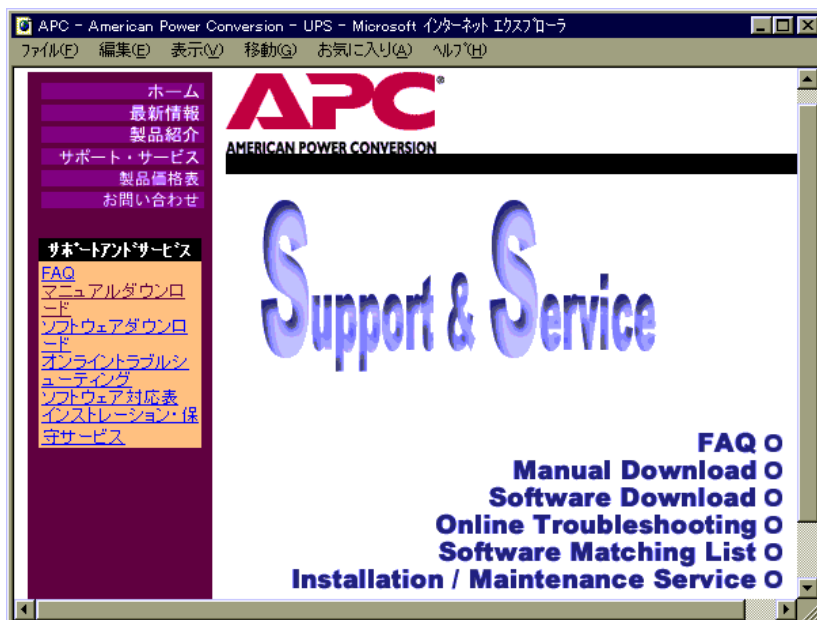 APC - American Power Conversion - UPS - Microsoft インターネット エクスプローラ
ファイル(F) 編集(E) 表示(V) 移動(G) お気に入り(A) ヘルプ(H)
ホーム
最新情報
製品紹介
サポート・サービス
製品価格表
お問い合わせ
サポートアンドサービス
FAQ
マニュアルダウンロ
ード
ソフトウェアダウンロ
ード
オンライントラブルシ
ューティング
ソフトウェア対応表
インストレーション・保
守サービス
APC®
AMERICAN POWER CONVERSION
Support & Service
FAQ
Manual Download
Software Download
Online Troubleshooting
Software Matching List
Installation / Maintenance Service